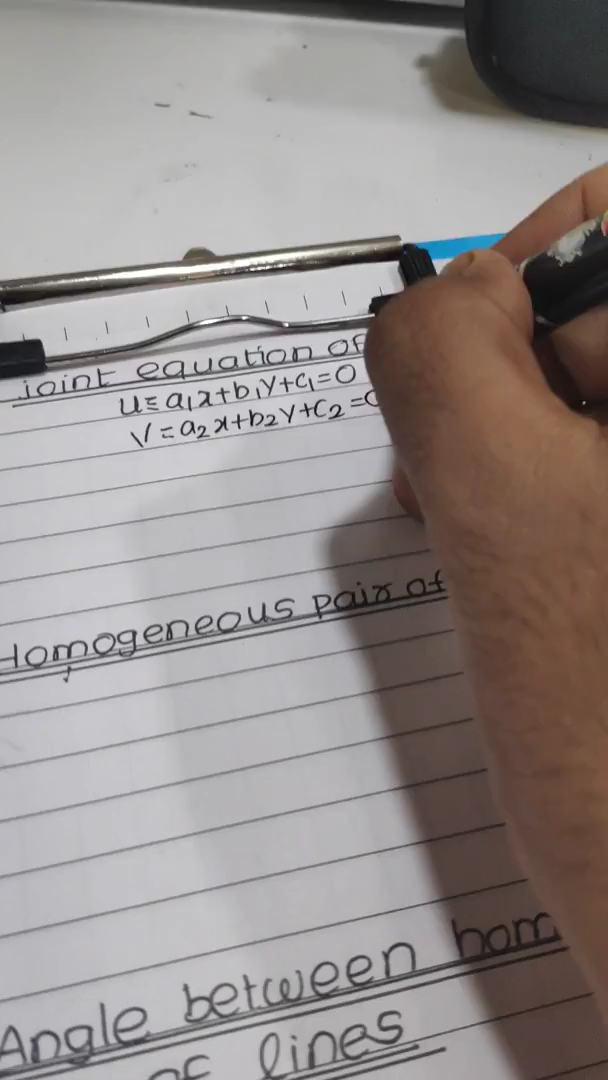 joint equation of
u ≡ a₁x+b₁y+c₁=0
V = a₂x+b₂y+c₂=0
Homogeneous pair of
Angle between hom
of lines